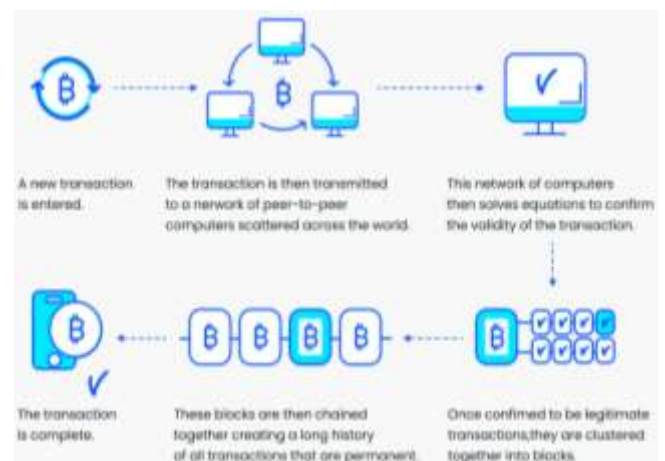 A new transaction
is entered.
The transaction is then transmitted
to a nerwork of peer-to-peer
computers scattered across the world.
This network of computers
then solves equations to confirm
the validity of the transaction.
Once confimed to be legitimate
transactions,they are clustered
together into blocks.
These blocks are then chained
together creating a long history
of all transactions that are permanent.
The transaction
is complete.